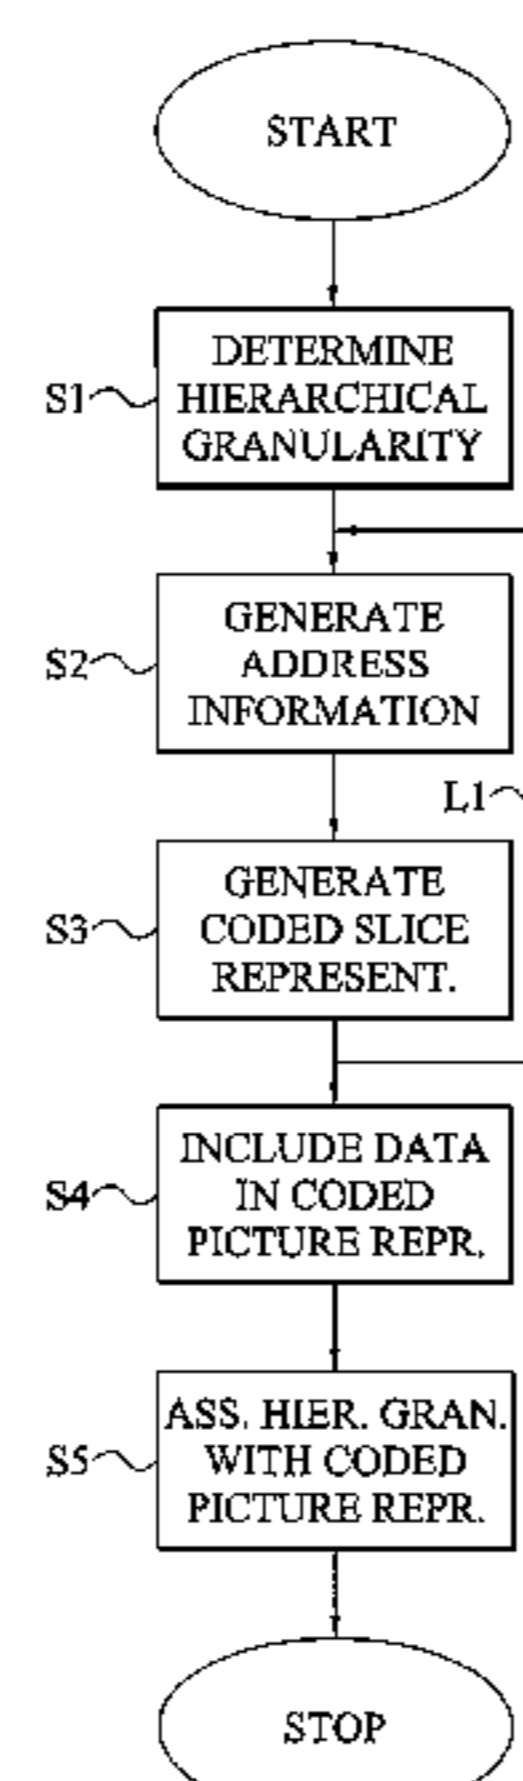 START
S1
DETERMINE
HIERARCHICAL
GRANULARITY
S2
GENERATE
ADDRESS
INFORMATION
L1
S3
GENERATE
CODED SLICE
REPRESENT.
S4
INCLUDE DATA
IN CODED
PICTURE REPR.
S5
ASS. HIER. GRAN.
WITH CODED
PICTURE REPR.
STOP